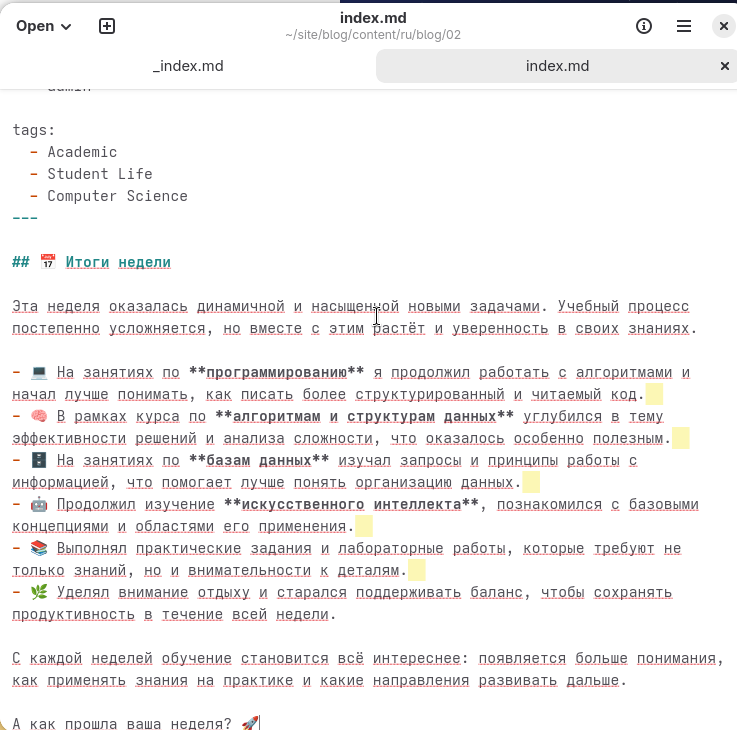 Open
index.md
~/site/blog/content/ru/blog/02
_index.md
index.md
tags:
- Academic
- Student Life
- Computer Science
---
## 📅 Итоги недели
Эта неделя оказалась динамичной и насыщенной новыми задачами. Учебный процесс
постепенно усложняется, но вместе с этим растёт и уверенность в своих знаниях.
- 💻 На занятиях по **программированию** я продолжил работать с алгоритмами и
начал лучше понимать, как писать более структурированный и читаемый код.
- 🧠 В рамках курса по **алгоритмам и структурам данных** углубился в тему
эффективности решений и анализа сложности, что оказалось особенно полезным.
- 🗄️ На занятиях по **базам данных** изучал запросы и принципы работы с
информацией, что помогает лучше понять организацию данных.
- 🤖 Продолжил изучение **искусственного интеллекта**, познакомился с базовыми
концепциями и областями его применения.
- 📚 Выполнял практические задания и лабораторные работы, которые требуют не
только знаний, но и внимательности к деталям.
- 🌿 Уделял внимание отдыху и старался поддерживать баланс, чтобы сохранять
продуктивность в течение всей недели.
С каждой неделей обучение становится всё интереснее: появляется больше понимания,
как применять знания на практике и какие направления развивать дальше.
А как прошла ваша неделя? 🚀